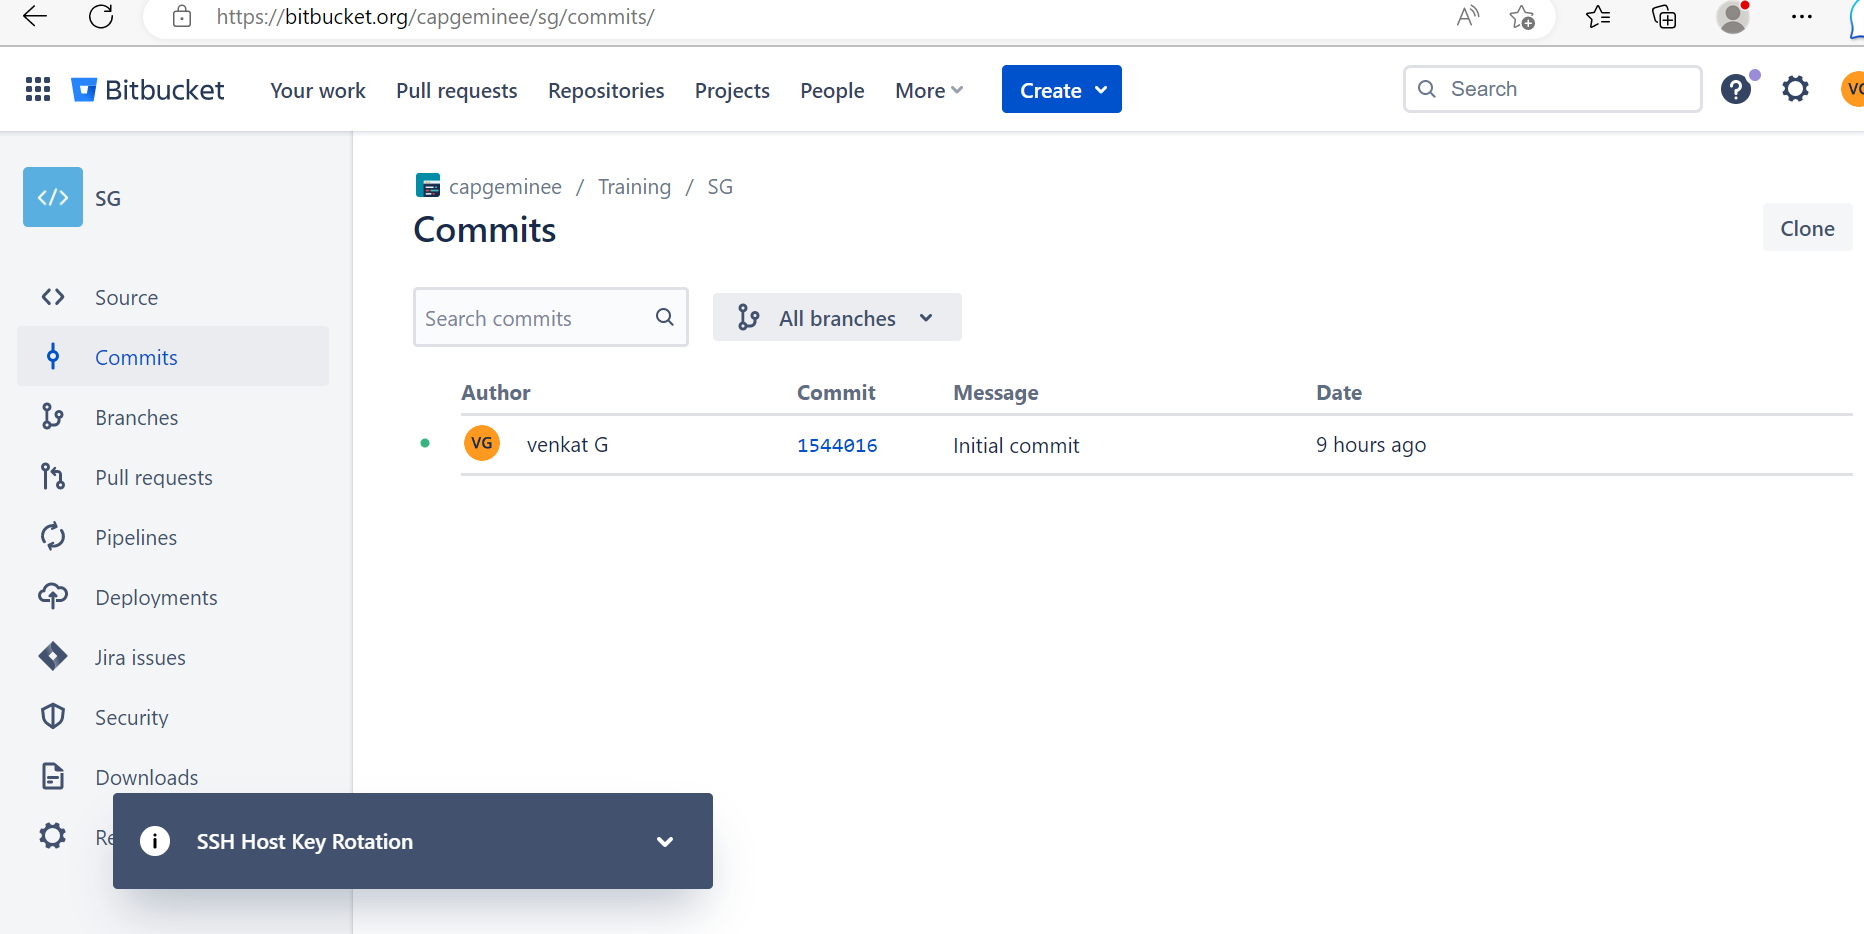 https://bitbucket.org/capgeminee/sg/commits/
Bitbucket Your work Pull requests Repositories Projects People More Create Search ? VG
</> SG
capgeminee / Training / SG
Commits
Clone
Source
Commits
Branches
Pull requests
Pipelines
Deployments
Jira issues
Security
Downloads
Re
Search commits All branches
Author Commit Message Date
VG venkat G 1544016 Initial commit 9 hours ago
SSH Host Key Rotation